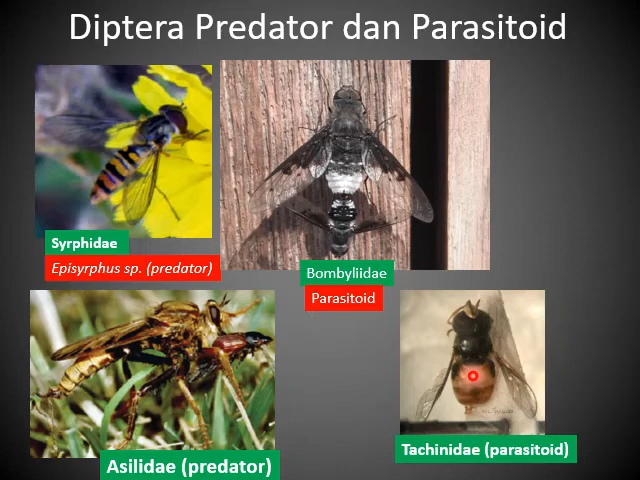 Diptera Predator dan Parasitoid
Syrphidae
Episyrphus sp. (predator)
Bombyliidae
Parasitoid
Asilidae (predator)
Tachinidae (parasitoid)